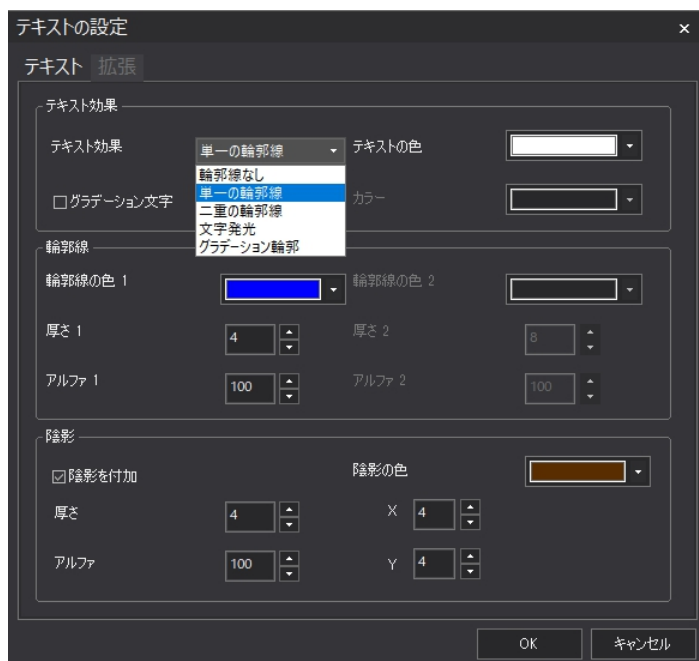 テキストの設定 ×
テキスト 拡張
テキスト効果
テキスト効果 単一の輪郭線 テキストの色
輪郭線なし
単一の輪郭線
二重の輪郭線
文字発光
グラデーション輪郭
グラデーション文字 カラー
輪郭線
輪郭線の色 1 輪郭線の色 2
厚さ 1 4 厚さ 2 8
アルファ 1 100 アルファ 2 100
陰影
陰影を付加 陰影の色
厚さ 4 X 4
アルファ 100 Y 4
OK キャンセル